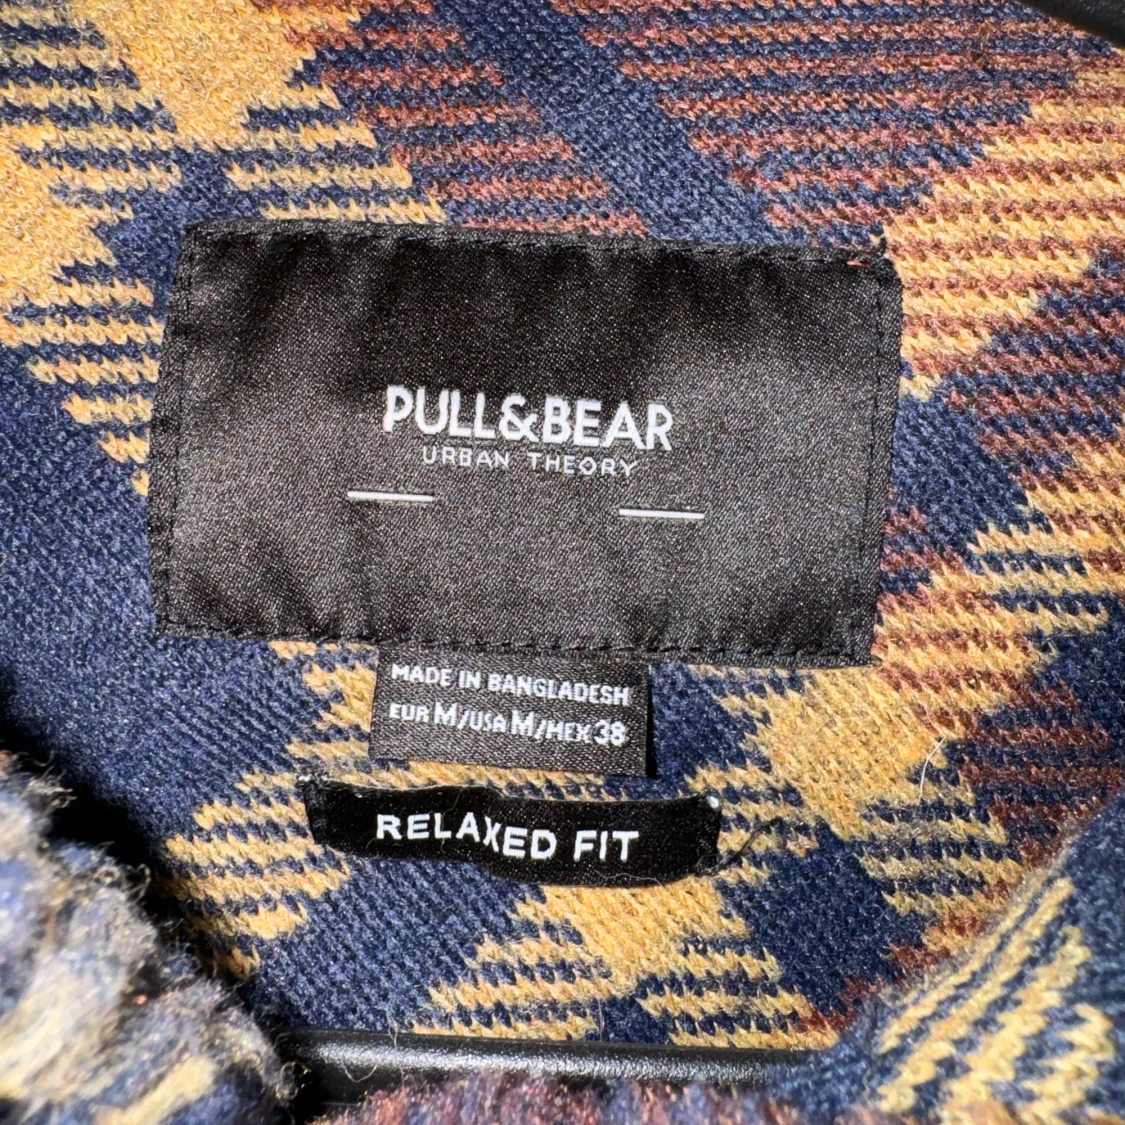 PULL&BEAR
URBAN THEORY
MADE IN BANGLADESH
EUR M/USA M/MEX 38
RELAXED FIT